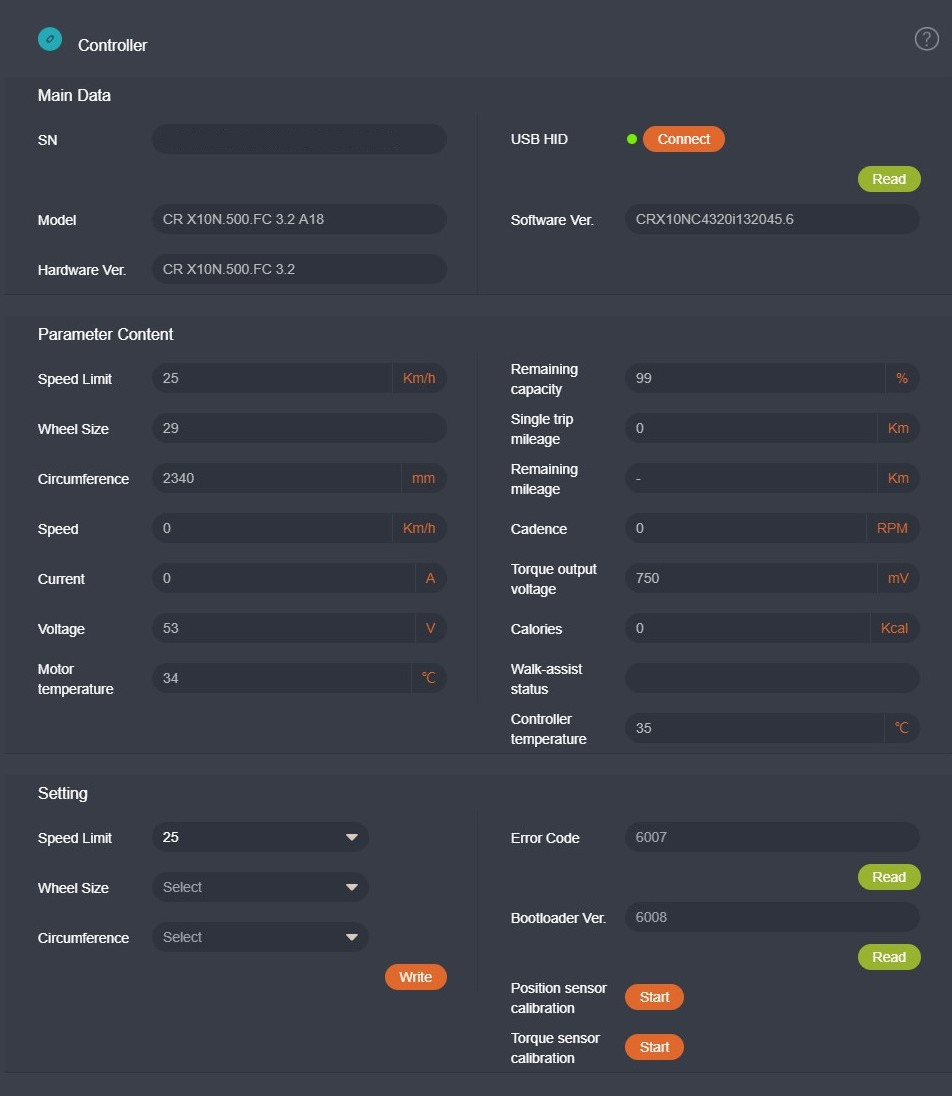 Controller
?
Main Data
SN
USB HID
Connect
Read
Model
CR X10N.500.FC 3.2 A18
Software Ver.
CRX10NC4320i132045.6
Hardware Ver.
CR X10N.500.FC 3.2
Parameter Content
Speed Limit
25
Km/h
Remaining
capacity
99
%
Wheel Size
29
Single trip
mileage
0
Km
Circumference
2340
mm
Remaining
mileage
-
Km
Speed
0
Km/h
Cadence
0
RPM
Current
0
A
Torque output
voltage
750
mV
Voltage
53
V
Calories
0
Kcal
Motor
temperature
34
℃
Walk-assist
status
Controller
temperature
35
℃
Setting
Speed Limit
25
Error Code
6007
Read
Wheel Size
Select
Bootloader Ver.
6008
Read
Circumference
Select
Write
Position sensor
calibration
Start
Torque sensor
calibration
Start